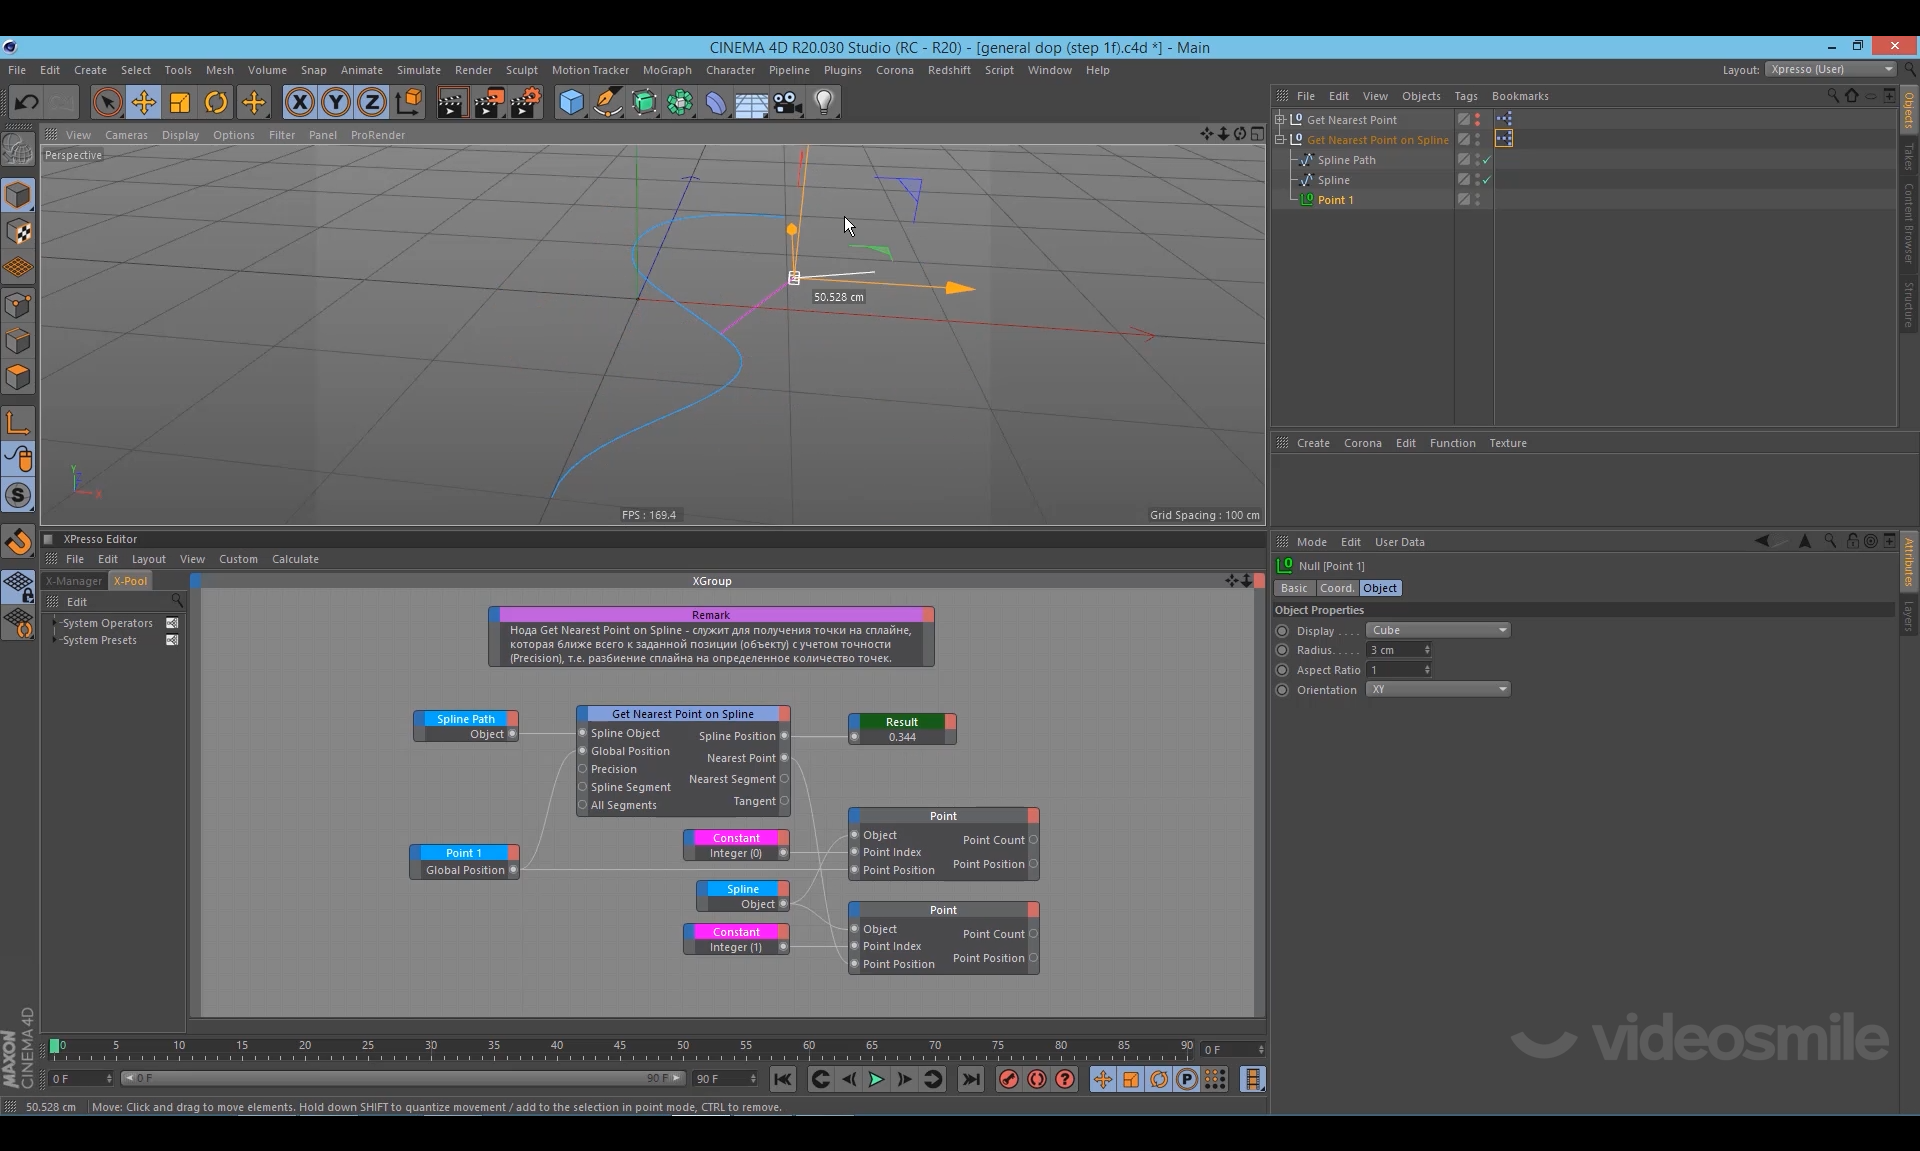 CINEMA 4D R20.030 Studio (RC - R20) - [general dop (step 1f).c4d *] - Main
File Edit Create Select Tools Mesh Volume Snap Animate Simulate Render Sculpt Motion Tracker MoGraph Character Pipeline Plugins Corona Redshift Script Window Help
Layout: Xpresso (User)
X Y Z
File Edit View Objects Tags Bookmarks
Get Nearest Point
Get Nearest Point on Spline
Spline Path
Spline
Point 1
Objects
Takes
Content Browser
Structure
View Cameras Display Options Filter Panel ProRender
Perspective
50.528 cm
Y
X
FPS : 169.4
Grid Spacing : 100 cm
Create Corona Edit Function Texture
XPresso Editor
File Edit Layout View Custom Calculate
X-Manager X-Pool
XGroup
Edit
System Operators
System Presets
Remark
Нода Get Nearest Point on Spline - служит для получения точки на сплайне,
которая ближе всего к заданной позиции (объекту) с учетом точности
(Precision), т.е. разбиение сплайна на определенное количество точек.
Spline Path
Object
Get Nearest Point on Spline
Spline Object
Global Position
Precision
Spline Segment
All Segments
Spline Position
Nearest Point
Nearest Segment
Tangent
Result
0.344
Point 1
Global Position
Constant
Integer (0)
Spline
Object
Constant
Integer (1)
Point
Object
Point Index
Point Position
Point Count
Point Position
Point
Object
Point Index
Point Position
Point Count
Point Position
Mode Edit User Data
Null [Point 1]
Basic Coord. Object
Object Properties
Display . . . . Cube
Radius. . . . . 3 cm
Aspect Ratio 1
Orientation XY
Attributes
Layers
0 5 10 15 20 25 30 35 40 45 50 55 60 65 70 75 80 85 90 0 F
0 F 0 F 90 F 90 F
P
50.528 cm Move: Click and drag to move elements. Hold down SHIFT to quantize movement / add to the selection in point mode, CTRL to remove.
MAXON
CINEMA 4D
videosmile